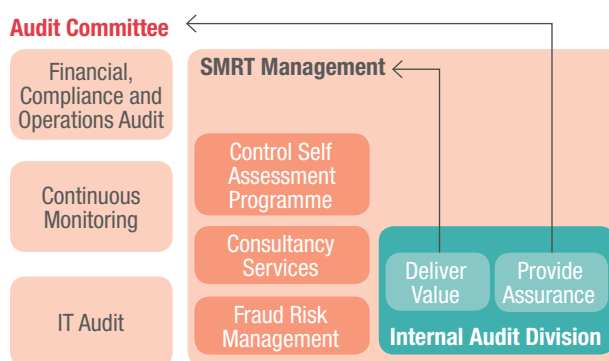 Audit Committee
Financial,
Compliance and
Operations Audit
Continuous
Monitoring
IT Audit
SMRT Management
Control Self
Assessment
Programme
Consultancy
Services
Fraud Risk
Management
Deliver
Value
Provide
Assurance
Internal Audit Division